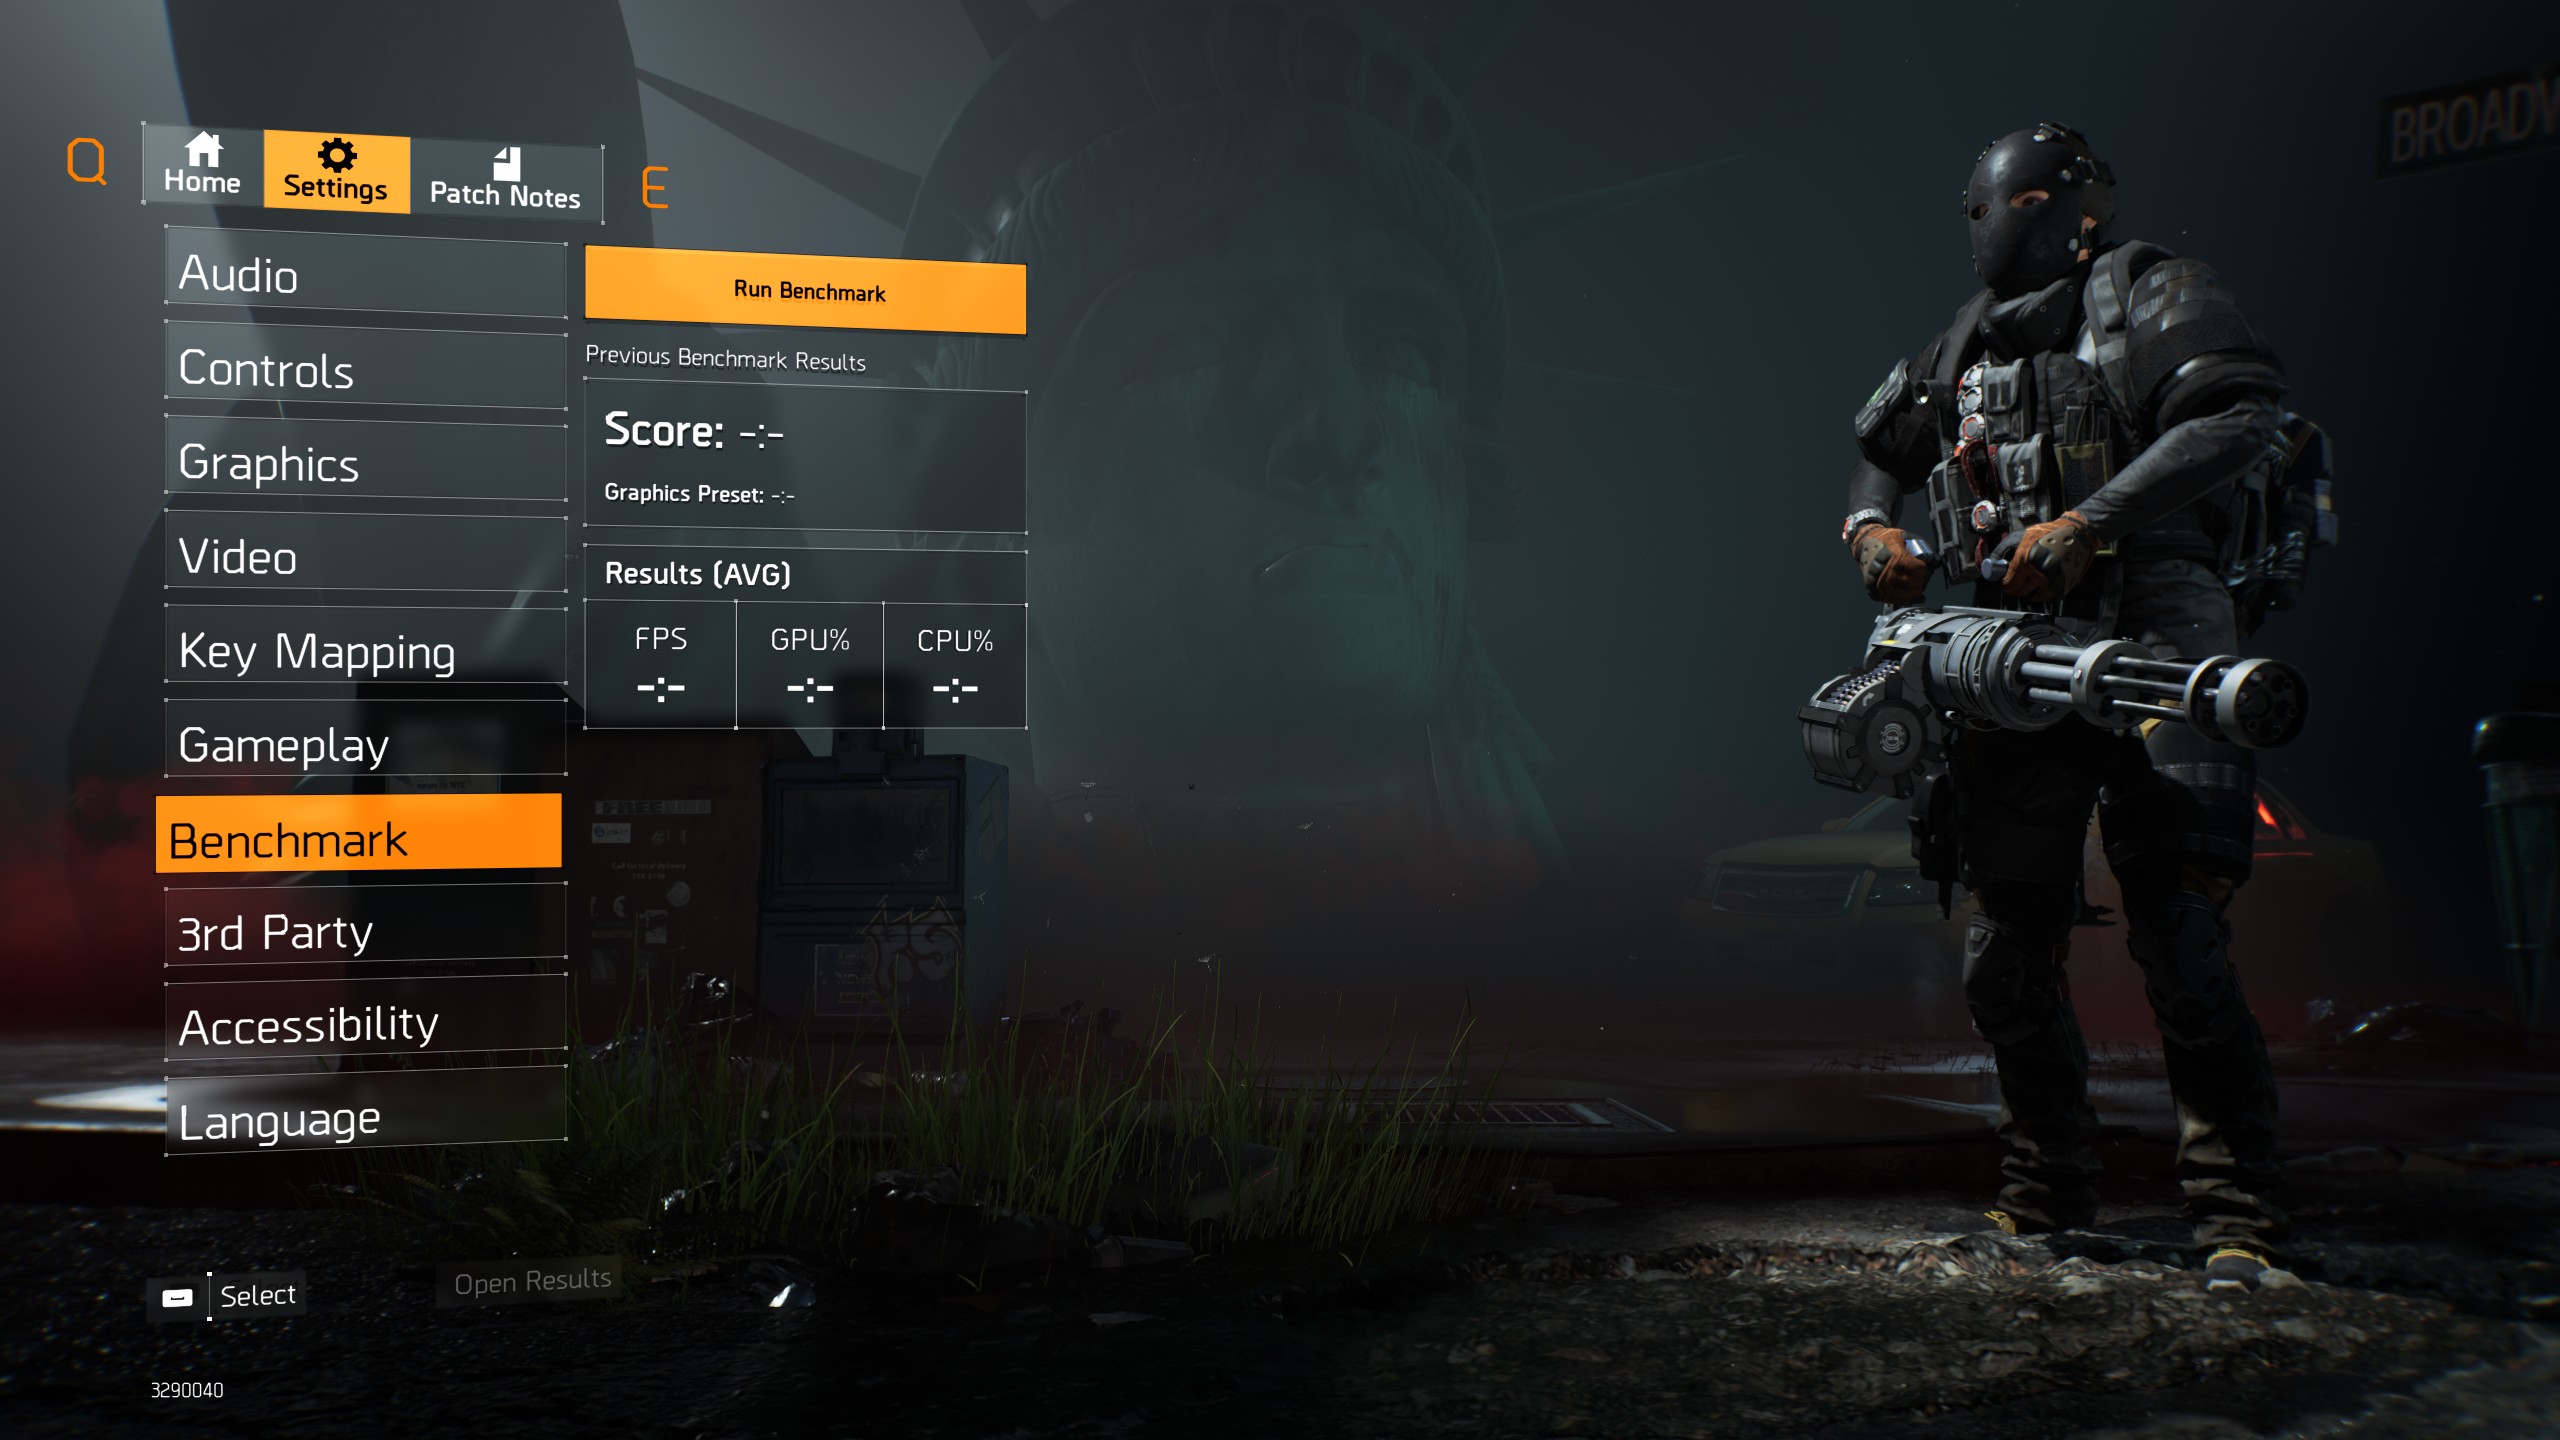 Q
Home
Settings
Patch Notes
E
Audio
Controls
Graphics
Video
Key Mapping
Gameplay
Benchmark
3rd Party
Accessibility
Language
Run Benchmark
Previous Benchmark Results
Score: -:-
Graphics Preset: -:-
Results (AVG)
FPS GPU% CPU%
-:- -:- -:-
Select
Open Results
3290040